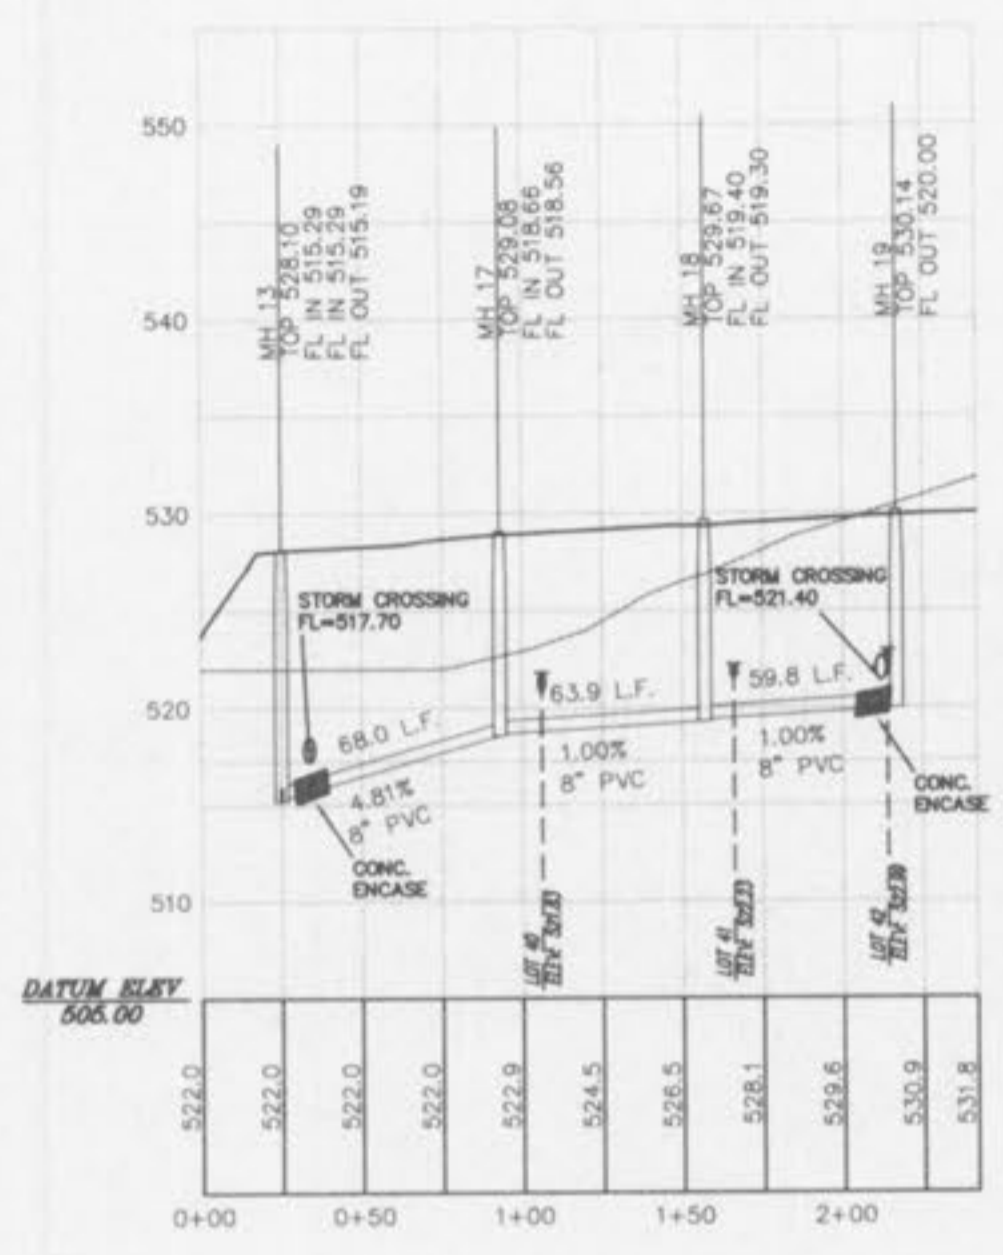 550
540
530
520
510
MH 13
TOP 528.10
FL IN 515.29
FL IN 515.29
FL OUT 515.19
MH 17
TOP 529.08
FL IN 518.66
FL OUT 518.56
MH 18
TOP 529.67
FL IN 519.40
FL OUT 519.30
MH 19
TOP 530.14
FL OUT 520.00
STORM CROSSING
FL=517.70
STORM CROSSING
FL=521.40
68.0 L.F.
4.81%
8" PVC
63.9 L.F.
1.00%
8" PVC
59.8 L.F.
1.00%
8" PVC
CONC.
ENCASE
CONC.
ENCASE
LOT 40
ELEV
LOT 41
ELEV
LOT 42
ELEV
DATUM ELEV
505.00
522.0
522.0
522.0
522.0
522.9
524.5
526.5
528.1
529.6
530.9
531.8
0+00
0+50
1+00
1+50
2+00